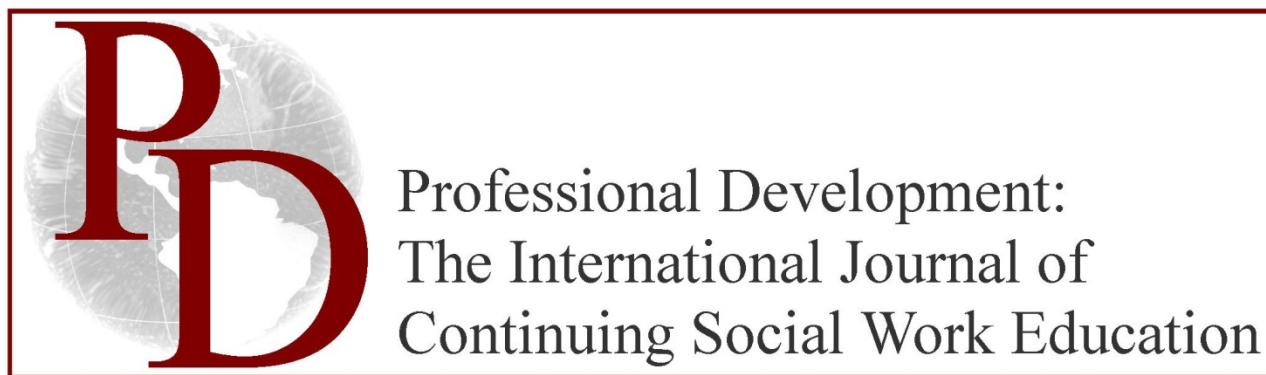 PD
Professional Development:
The International Journal of
Continuing Social Work Education